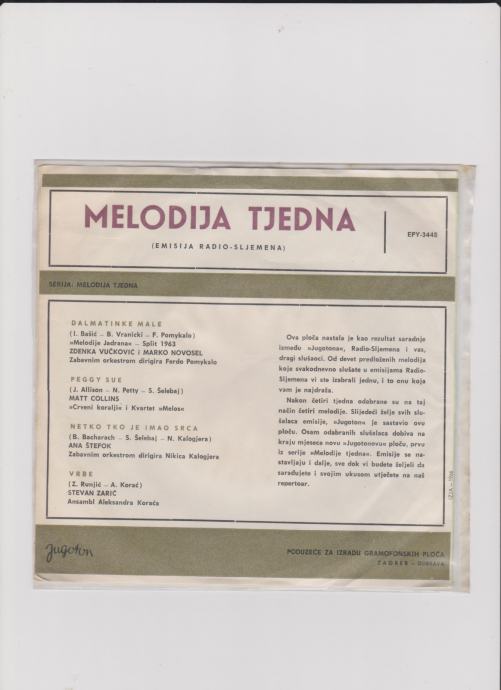 MELODIJA TJEDNA
(EMISIJA RADIO-SLJEMENA)
EPY-3445
SERIJA: MELODIJA TJEDNA
DALMATINKE MALE
(I. Bašić – B. Vranicki – F. Pomykalo)
»Melodije Jadrana« – Split 1963
ZDENKA VUČKOVIĆ i MARKO NOVOSEL
Zabavnim orkestrom dirigira Ferdo Pomykalo
PEGGY SUE
(J. Allison – N. Petty – S. Šelebaj)
MATT COLLINS
»Crveni koralji« i Kvartet »Melos«
NETKO TKO JE IMAO SRCA
(B. Bacharach – S. Šelebaj – N. Kalogjera)
ANA ŠTEFOK
Zabavnim orkestrom dirigira Nikica Kalogjera
VRBE
(Z. Runjić – A. Korać)
STEVAN ZARIĆ
Ansambl Aleksandra Koraća
Ova ploča nastala je kao rezultat saradnje
između »Jugotona«, Radio-Sljemena i vas,
dragi slušaoci. Od devet predloženih melodija
koje svakodnevno slušate u emisijama Radio-
Sljemena vi ste izabrali jednu, i to onu koja
vam je najdraža.
Nakon četiri tjedna odabrane su na taj
način četiri melodije. Slijedeći želje svih slu-
šalaca emisije, »Jugoton« je sastavio ovu
ploču. Osam odabranih slušalaca dobiva na
kraju mjeseca novu »Jugotonovu« ploču, prvu
iz serije »Melodije tjedna«. Emisije se na-
stavljaju i dalje, sve dok vi budete željeli da
sarađujete i svojim ukusom utječete na naš
repertoar.
jugoton
PODUZEĆE ZA IZRADU GRAMOFONSKIH PLOČA
ZAGREB – DUBRAVA